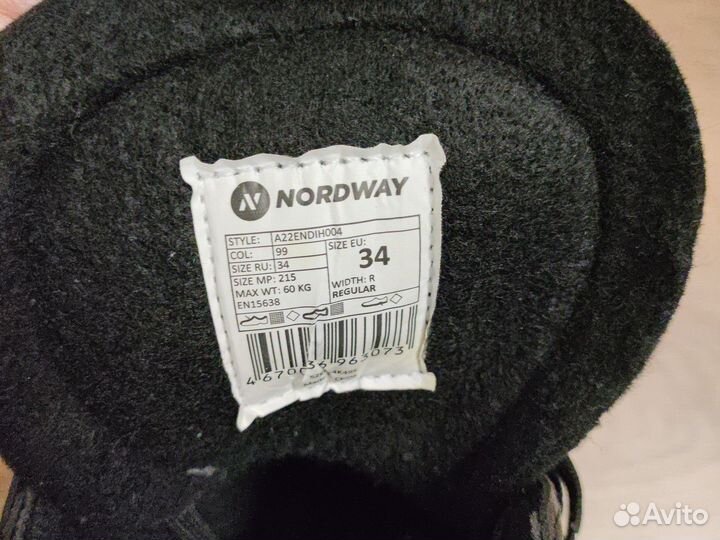 NORDWAY
STYLE: A22ENDIH004
COL: 99
SIZE RU: 34
SIZE MP: 215
MAX WT: 60 KG
EN15638
SIZE EU:
34
WIDTH: R
REGULAR
Avito